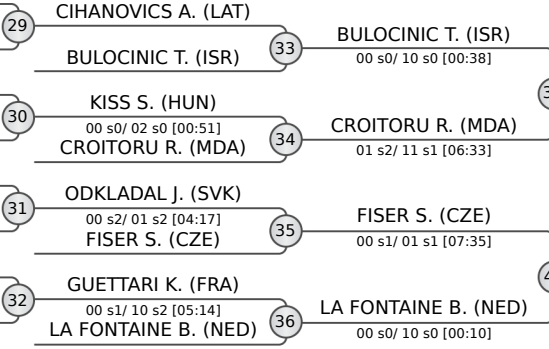 CIHANOVICS A. (LAT)
29
BULOCINIC T. (ISR)
33
BULOCINIC T. (ISR)
00 s0/ 10 s0 [00:38]
KISS S. (HUN)
30
00 s0/ 02 s0 [00:51]
CROITORU R. (MDA)
34
CROITORU R. (MDA)
01 s2/ 11 s1 [06:33]
ODKLADAL J. (SVK)
31
00 s2/ 01 s2 [04:17]
FISER S. (CZE)
35
FISER S. (CZE)
00 s1/ 01 s1 [07:35]
GUETTARI K. (FRA)
32
00 s1/ 10 s2 [05:14]
LA FONTAINE B. (NED)
36
LA FONTAINE B. (NED)
00 s0/ 10 s0 [00:10]